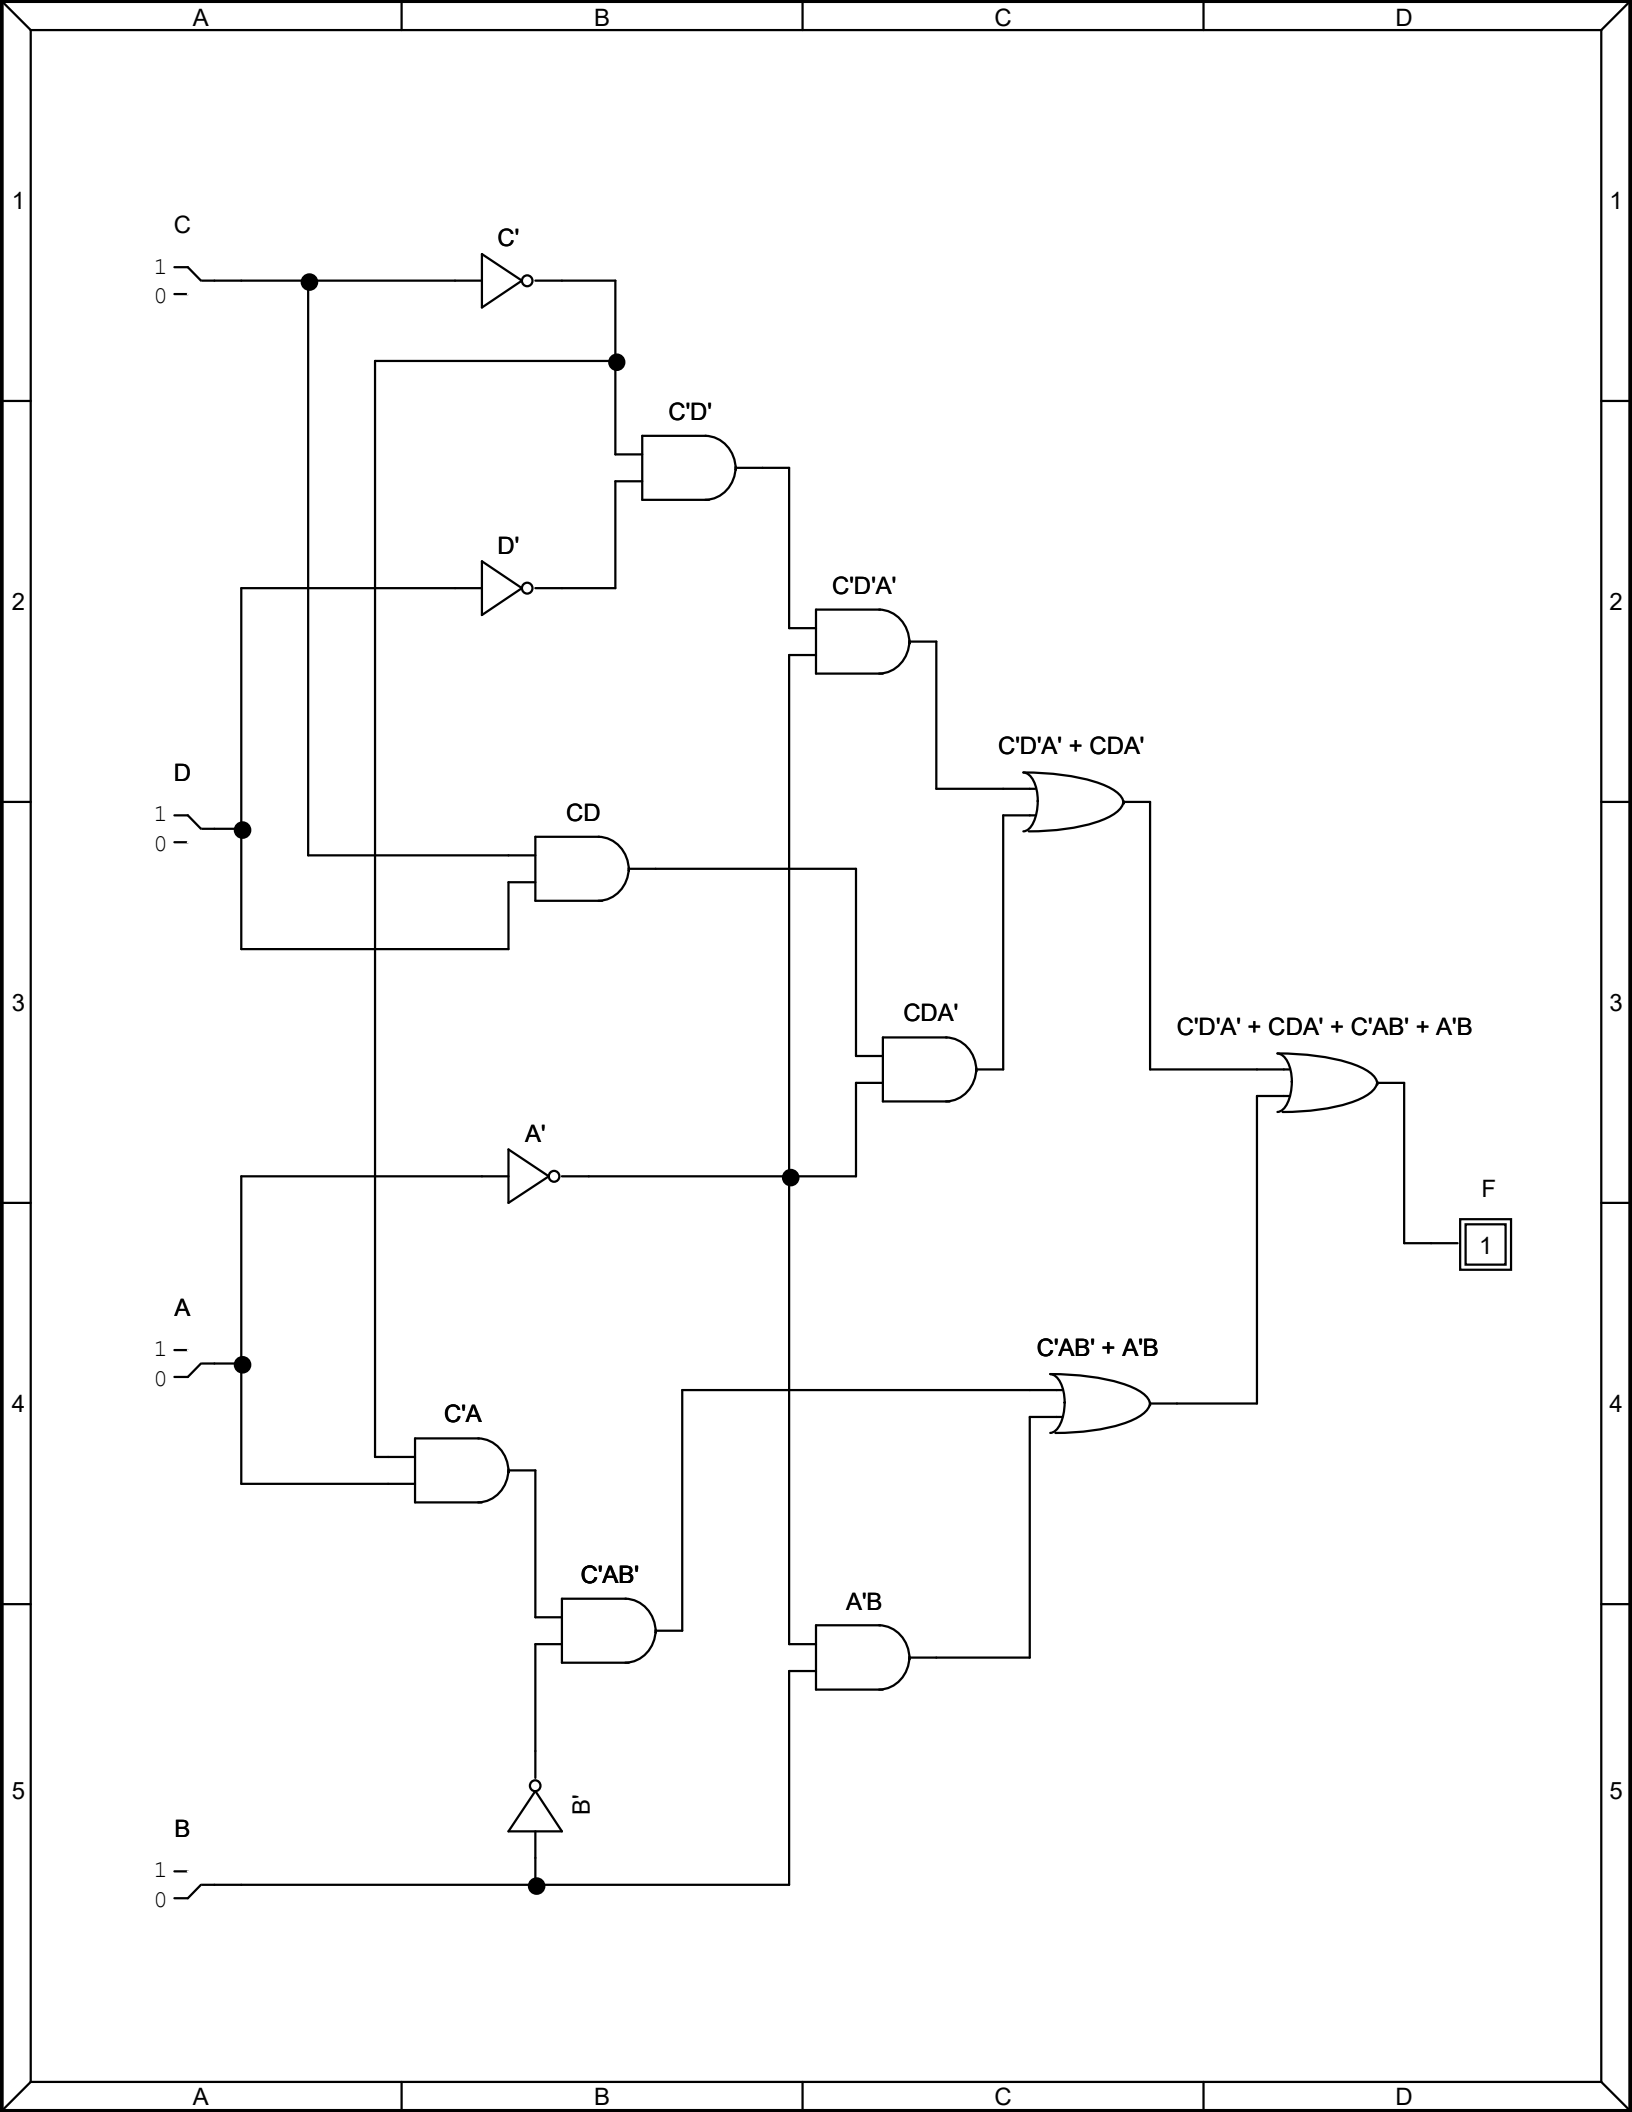 A B C D
1 1
C
C'
1
0
C'D'
D'
2 2
C'D'A'
C'D'A' + CDA'
D
CD
1
0
3 3
CDA'
C'D'A' + CDA' + C'AB' + A'B
A'
F
1
A
C'AB' + A'B
1
0
4 4
C'A
C'AB'
A'B
5 5
B'
B
1
0
A B C D